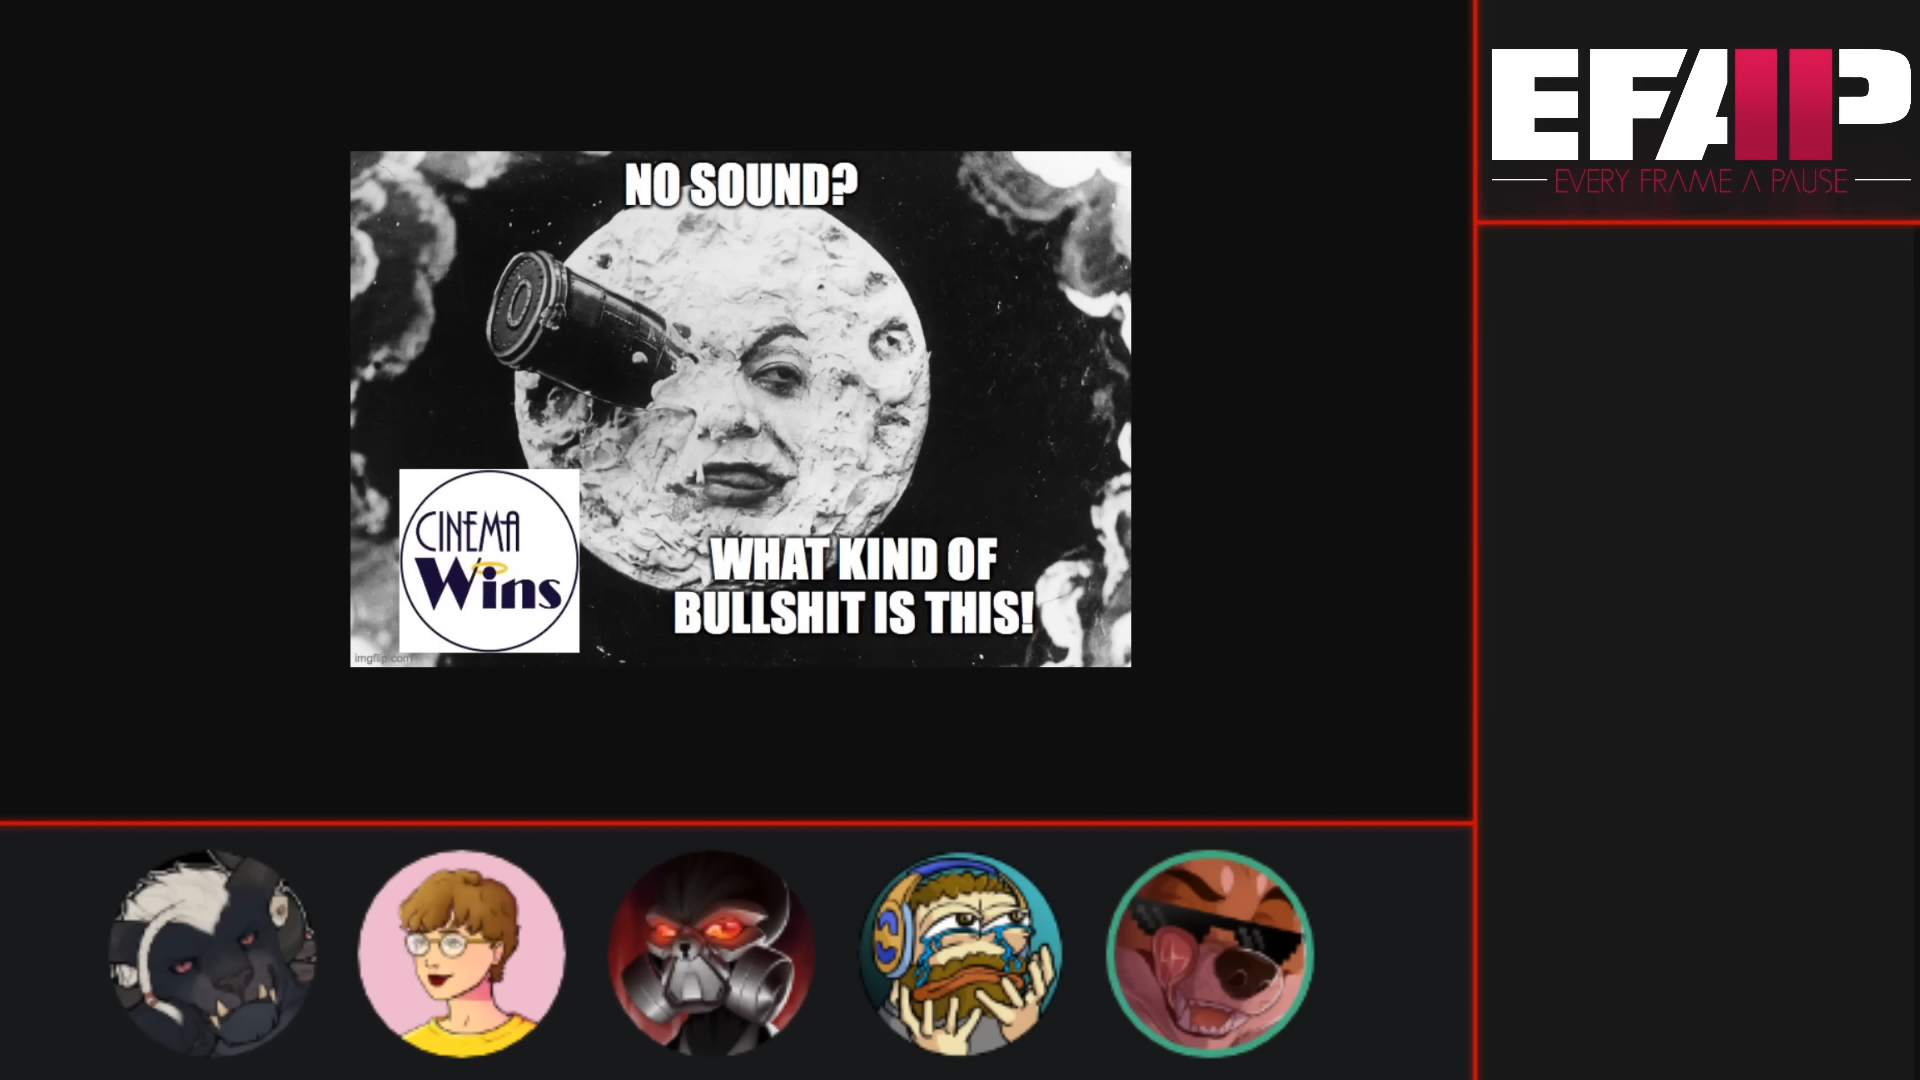 NO SOUND?
CINEMA
Wins
WHAT KIND OF
BULLSHIT IS THIS!
imgflip.com
EFAP
EVERY FRAME A PAUSE